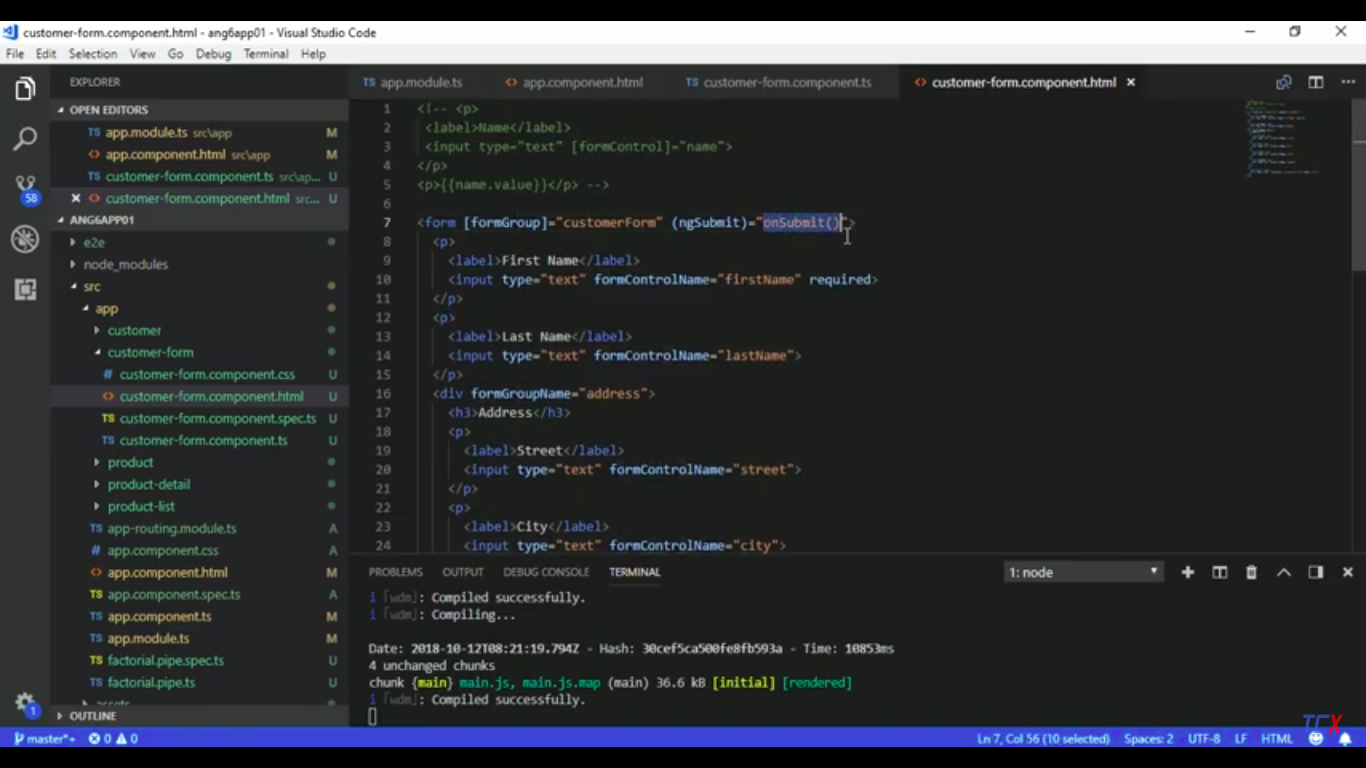 customer-form.component.html - ang6app01 - Visual Studio Code
File Edit Selection View Go Debug Terminal Help
EXPLORER
OPEN EDITORS
TS app.module.ts src\app M
<> app.component.html src\app M
TS customer-form.component.ts src\ap... U
<> customer-form.component.html src... U
ANG6APP01
e2e
node_modules
src
app
customer
customer-form
# customer-form.component.css U
<> customer-form.component.html U
TS customer-form.component.spec.ts U
TS customer-form.component.ts U
product
product-detail
product-list
TS app-routing.module.ts A
# app.component.css A
<> app.component.html M
TS app.component.spec.ts A
TS app.component.ts M
TS app.module.ts M
TS factorial.pipe.spec.ts U
TS factorial.pipe.ts U
assets
OUTLINE
58
1
TS app.module.ts <> app.component.html TS customer-form.component.ts <> customer-form.component.html
1 <!-- <p>
2 <label>Name</label>
3 <input type="text" [formControl]="name">
4 </p>
5 <p>{{name.value}}</p> -->
6
7 <form [formGroup]="customerForm" (ngSubmit)="onSubmit()">
8 <p>
9 <label>First Name</label>
10 <input type="text" formControlName="firstName" required>
11 </p>
12 <p>
13 <label>Last Name</label>
14 <input type="text" formControlName="lastName">
15 </p>
16 <div formGroupName="address">
17 <h3>Address</h3>
18 <p>
19 <label>Street</label>
20 <input type="text" formControlName="street">
21 </p>
22 <p>
23 <label>City</label>
24 <input type="text" formControlName="city">
PROBLEMS OUTPUT DEBUG CONSOLE TERMINAL 1: node
i ｢wdm｣: Compiled successfully.
i ｢wdm｣: Compiling...
Date: 2018-10-12T08:21:19.794Z - Hash: 30cef5ca500fe8fb593a - Time: 10853ms
4 unchanged chunks
chunk {main} main.js, main.js.map (main) 36.6 kB [initial] [rendered]
i ｢wdm｣: Compiled successfully.
TCX
master*+ 0 0 Ln 7, Col 56 (10 selected) Spaces: 2 UTF-8 LF HTML